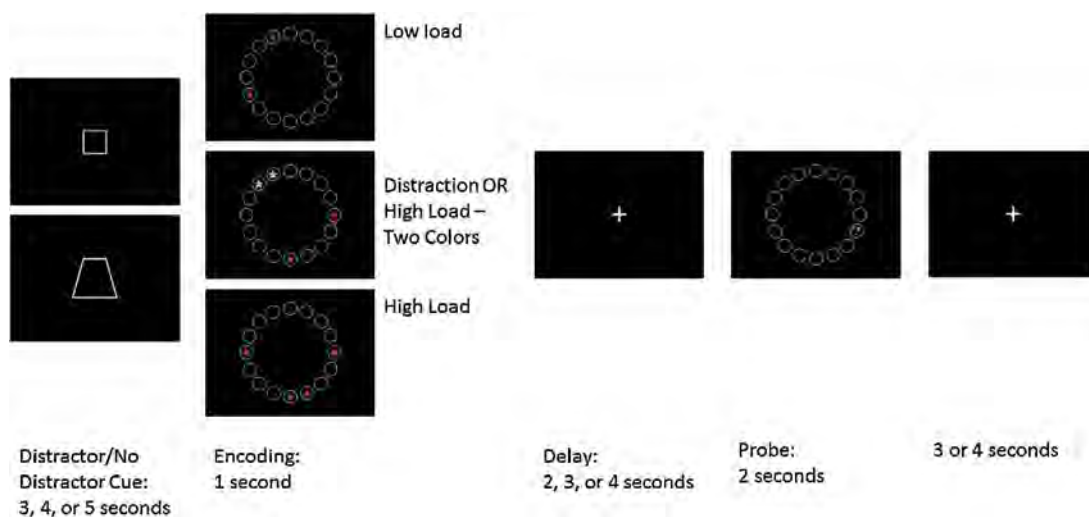 Low load
Distraction OR
High Load –
Two Colors
High Load
Distractor/No
Distractor Cue:
3, 4, or 5 seconds
Encoding:
1 second
Delay:
2, 3, or 4 seconds
Probe:
2 seconds
3 or 4 seconds